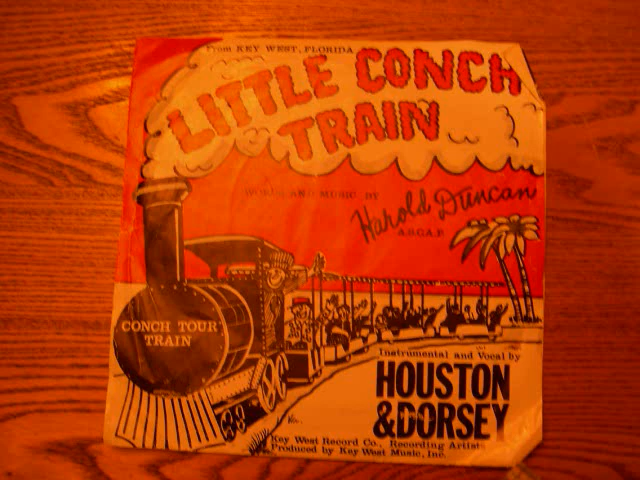 From KEY WEST, FLORIDA
LITTLE CONCH
TRAIN
WORDS AND MUSIC BY
Harold Duncan
A.S.C.A.P.
CONCH TOUR
TRAIN
Instrumental and Vocal by
HOUSTON
&DORSEY
Key West Record Co., Recording Artists
Produced by Key West Music, Inc.